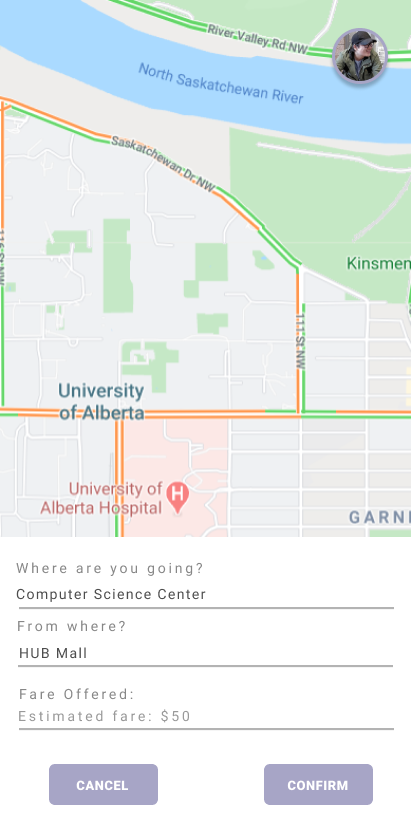 River Valley Rd NW
North Saskatchewan River
Saskatchewan Dr NW
Kinsmen
111 St NW
University
of Alberta
University of
Alberta Hospital
H
GARNE
Where are you going?
Computer Science Center
From where?
HUB Mall
Fare Offered:
Estimated fare: $50
CANCEL
CONFIRM